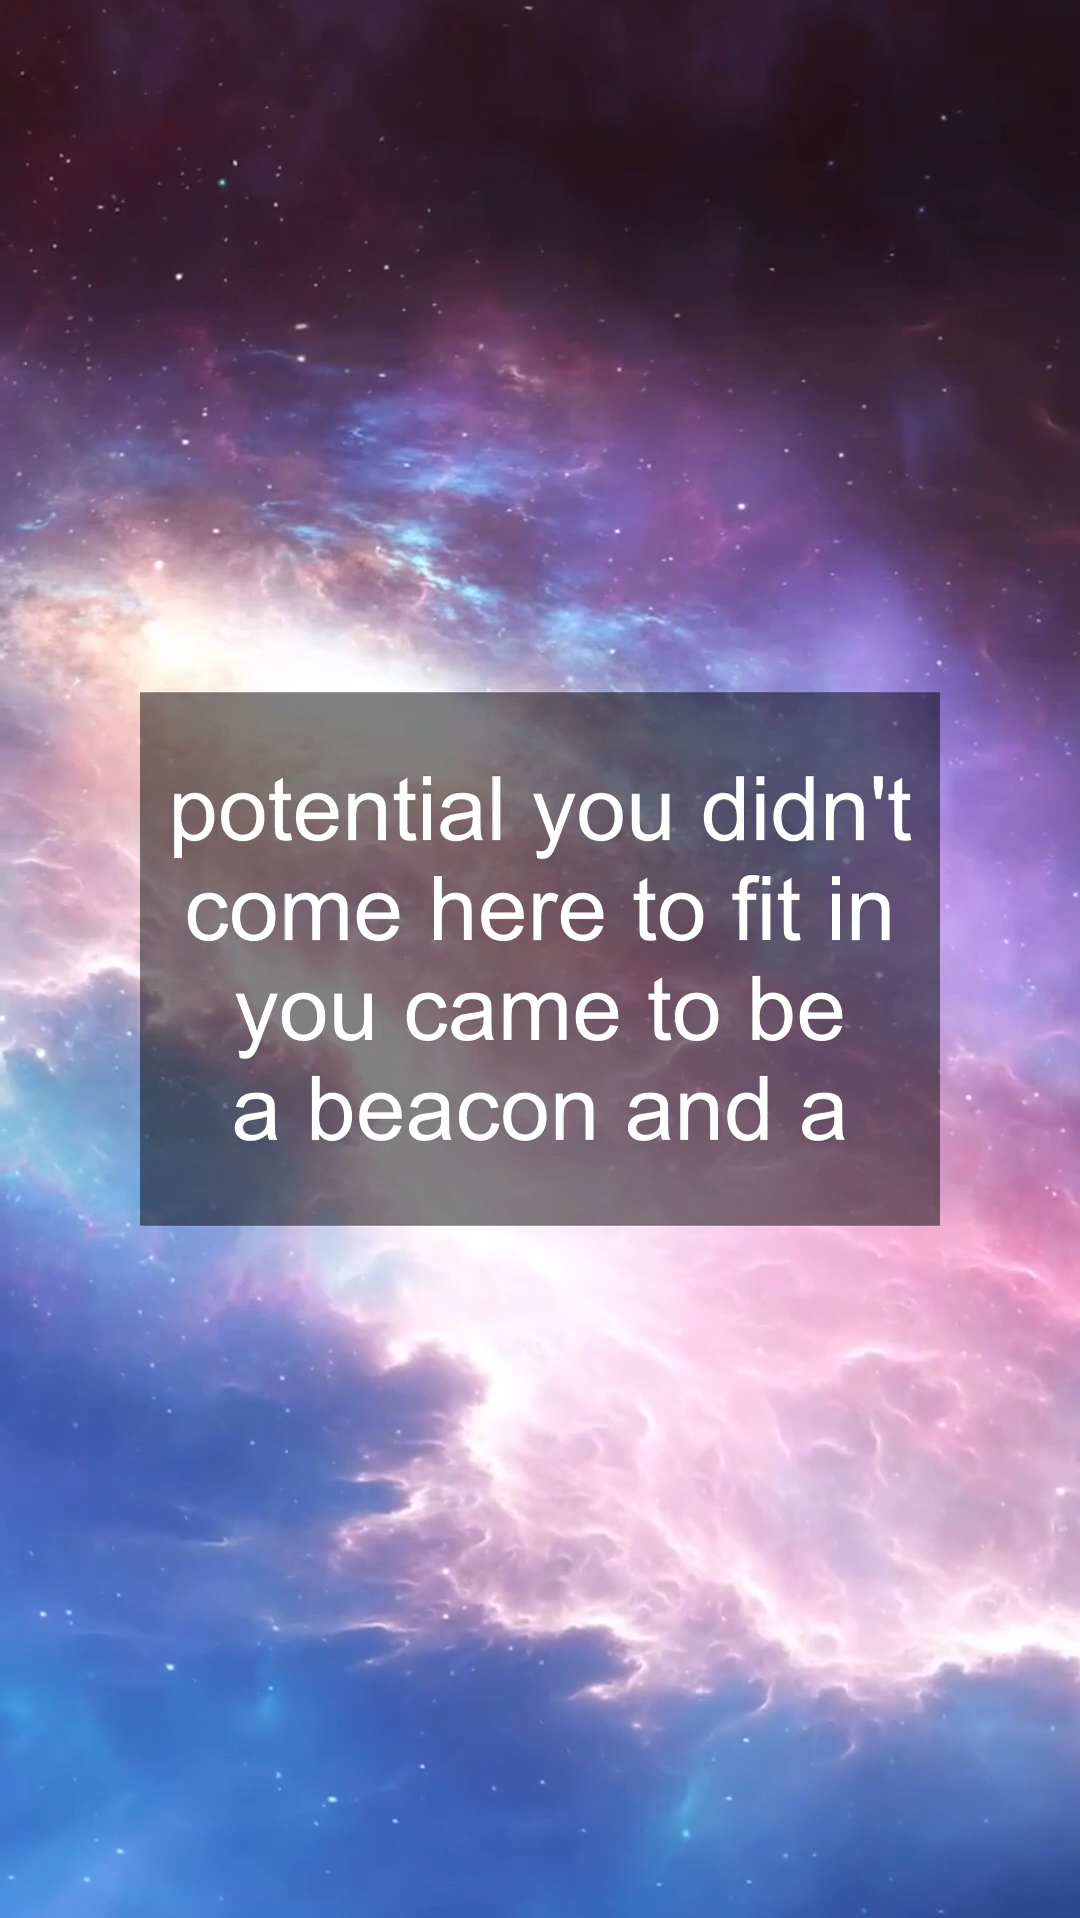 potential you didn't
come here to fit in
you came to be
a beacon and a